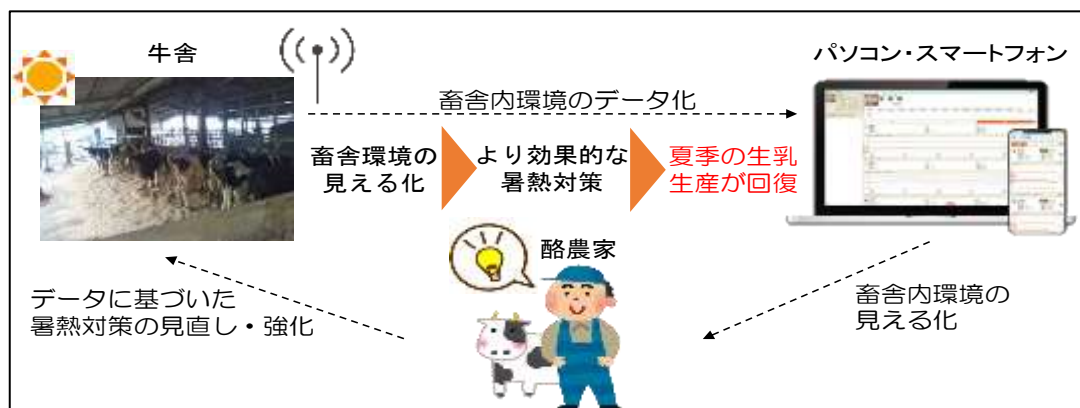 牛舎
パソコン・スマートフォン
畜舎内環境のデータ化
畜舎環境の
見える化
より効果的な
暑熱対策
夏季の生乳
生産が回復
酪農家
データに基づいた
暑熱対策の見直し・強化
畜舎内環境の
見える化